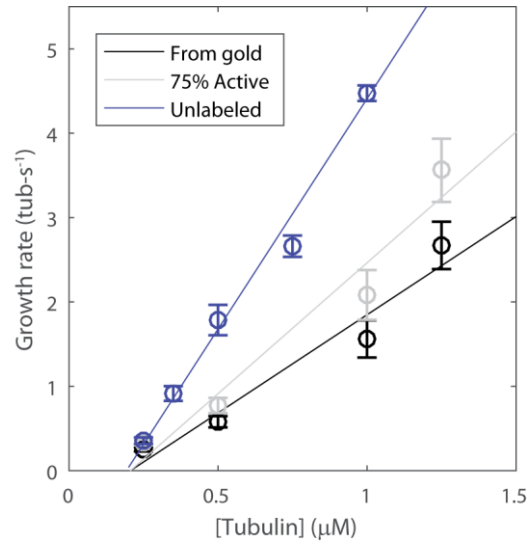 From gold
75% Active
Unlabeled
Growth rate (tub-s⁻¹)
5
4
3
2
1
0
0
0.5
1
1.5
[Tubulin] (μM)